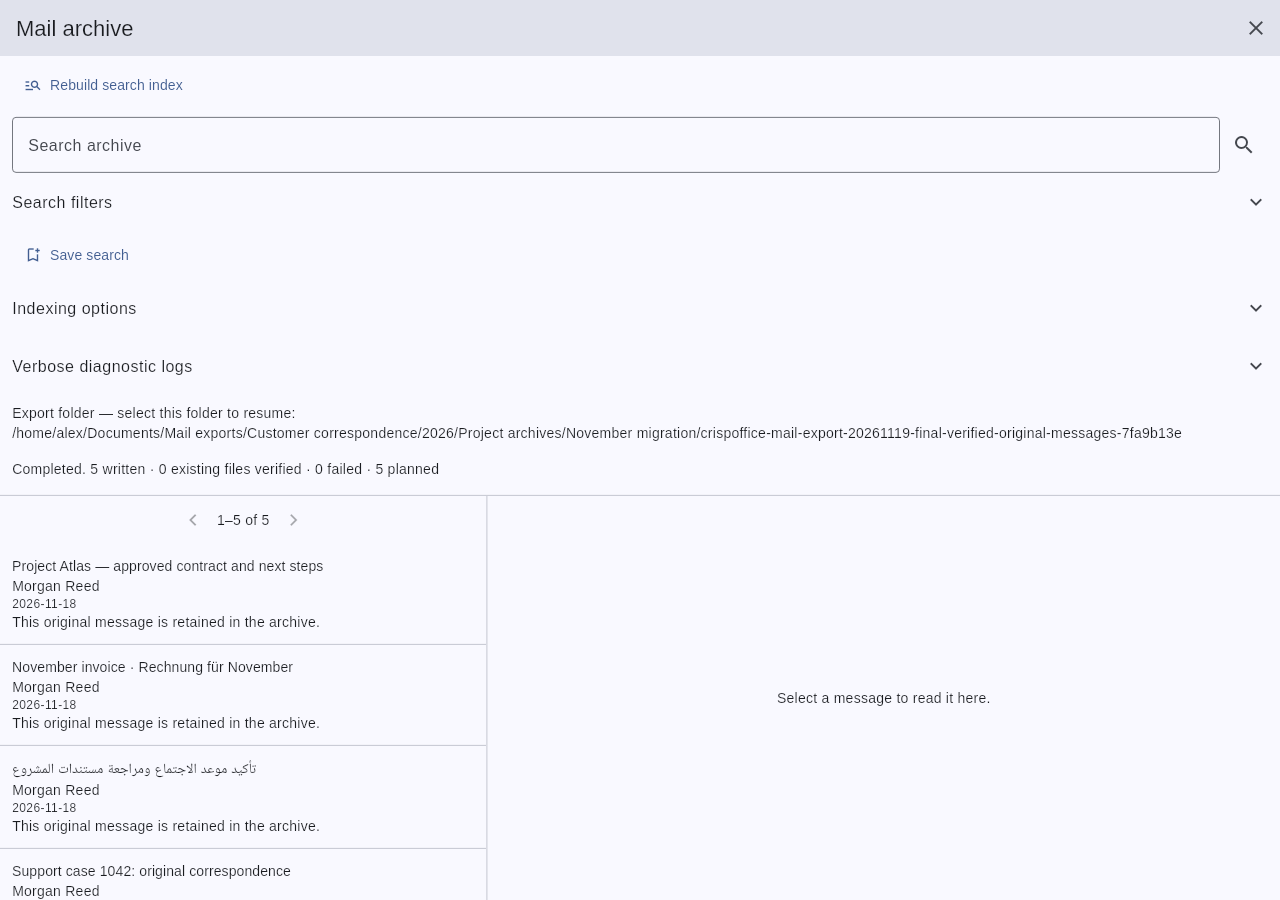 Mail archive
Rebuild search index
Search archive
Search filters
Save search
Indexing options
Verbose diagnostic logs
Export folder — select this folder to resume:
/home/alex/Documents/Mail exports/Customer correspondence/2026/Project archives/November migration/crispoffice-mail-export-20261119-final-verified-original-messages-7fa9b13e
Completed. 5 written · 0 existing files verified · 0 failed · 5 planned
1–5 of 5
Project Atlas — approved contract and next steps
Morgan Reed
2026-11-18
This original message is retained in the archive.
November invoice · Rechnung für November
Morgan Reed
2026-11-18
This original message is retained in the archive.
تأكيد موعد الاجتماع ومراجعة مستندات المشروع
Morgan Reed
2026-11-18
This original message is retained in the archive.
Support case 1042: original correspondence
Morgan Reed
Select a message to read it here.